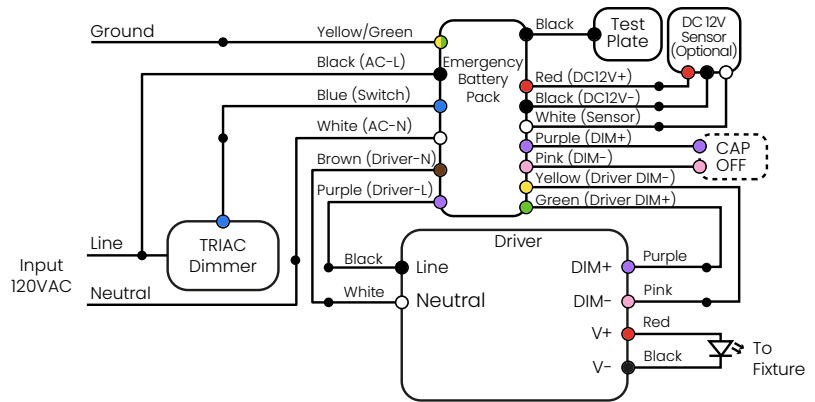 Ground
Yellow/Green
Black (AC-L)
Blue (Switch)
White (AC-N)
Brown (Driver-N)
Purple (Driver-L)
Emergency
Battery
Pack
Black
Test
Plate
DC 12V
Sensor
(Optional)
Red (DC12V+)
Black (DC12V-)
White (Sensor)
Purple (DIM+)
Pink (DIM-)
CAP
OFF
Yellow (Driver DIM-)
Green (Driver DIM+)
Input
120VAC
Line
Neutral
TRIAC
Dimmer
Black
White
Driver
Line
Neutral
DIM+
DIM-
V+
V-
Purple
Pink
Red
Black
To
Fixture